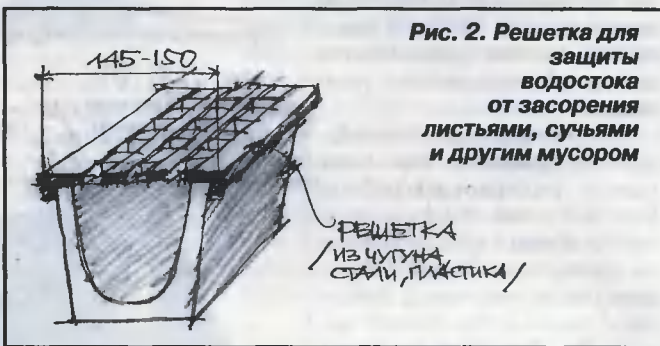 Рис. 2. Решетка для
защиты
водостока
от засорения
листьями, сучьями
и другим мусором
145-150
РЕШЕТКА
/ИЗ ЧУГУНА,
СТАЛИ, ПЛАСТИКА/